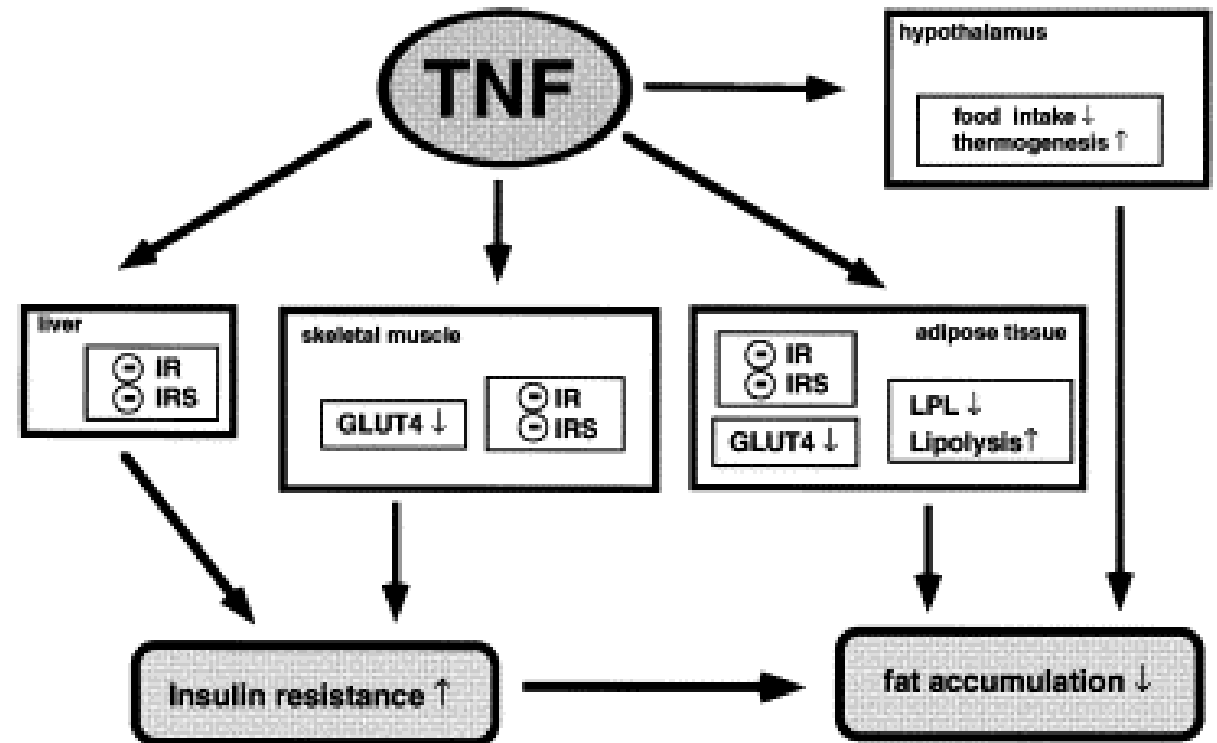 TNF
hypothalamus
food intake ↓
thermogenesis ↑
liver
⊖ IR
⊖ IRS
skeletal muscle
GLUT4 ↓
⊖ IR
⊖ IRS
adipose tissue
⊖ IR
⊖ IRS
GLUT4 ↓
LPL ↓
Lipolysis ↑
insulin resistance ↑
fat accumulation ↓